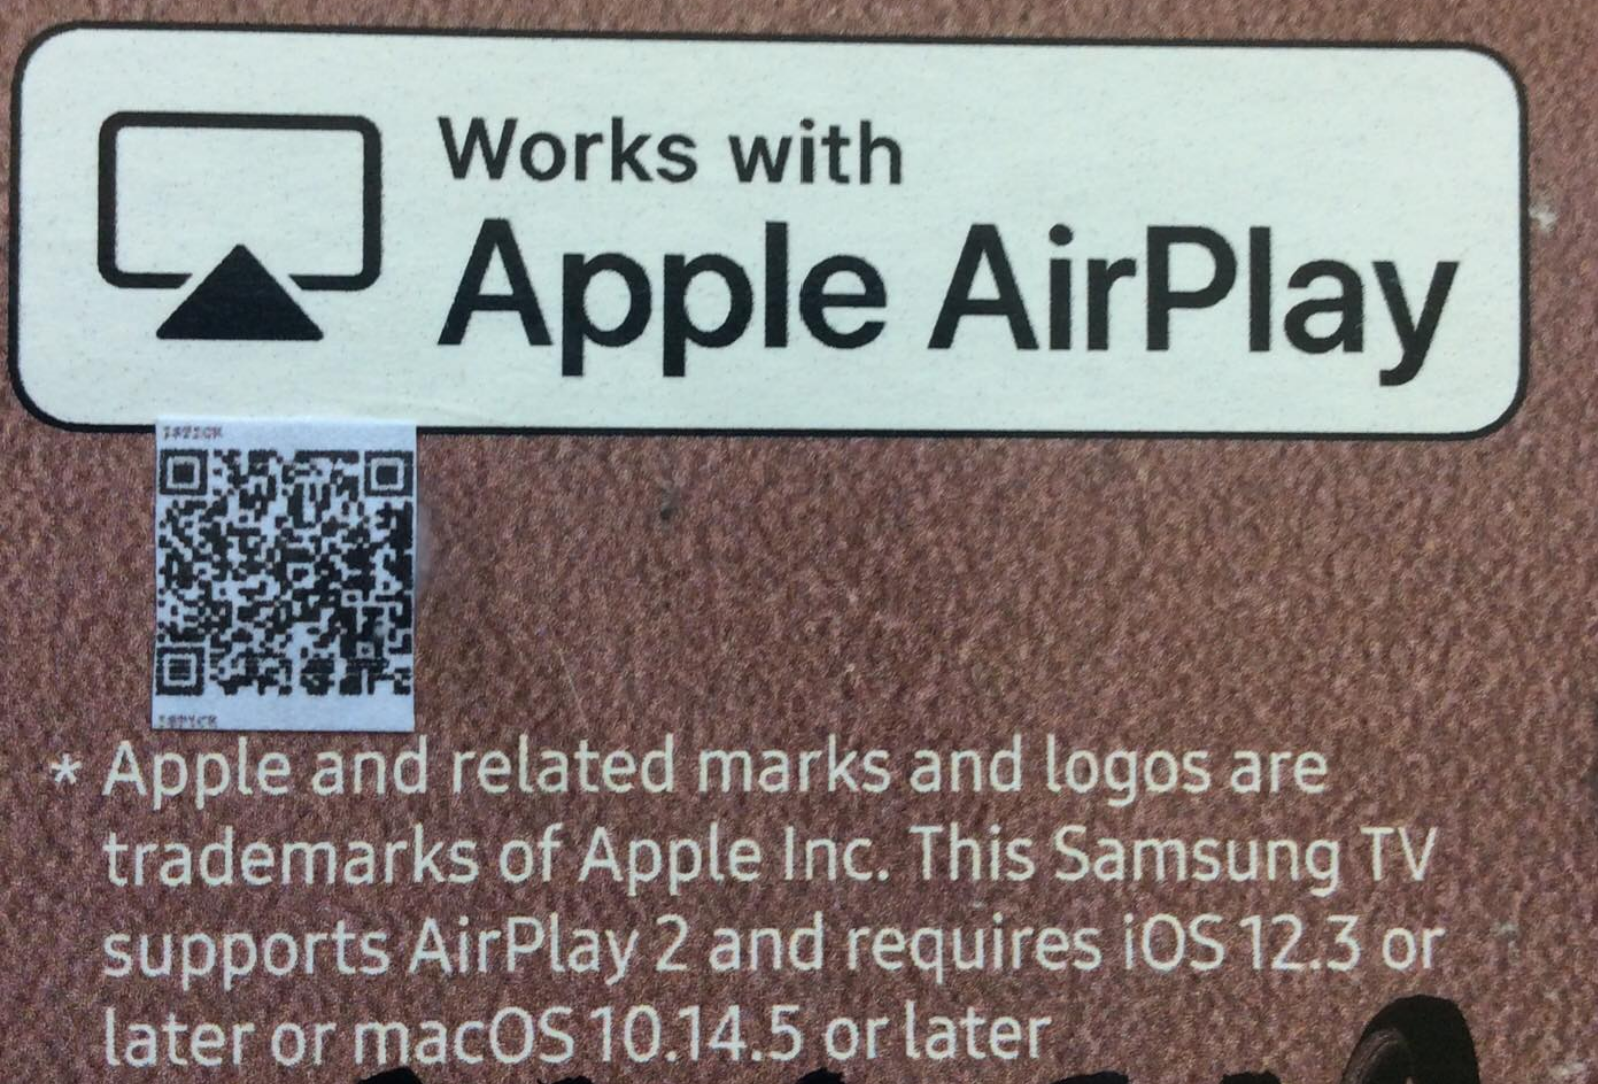 Works with
Apple AirPlay
* Apple and related marks and logos are
trademarks of Apple Inc. This Samsung TV
supports AirPlay 2 and requires iOS 12.3 or
later or macOS 10.14.5 or later